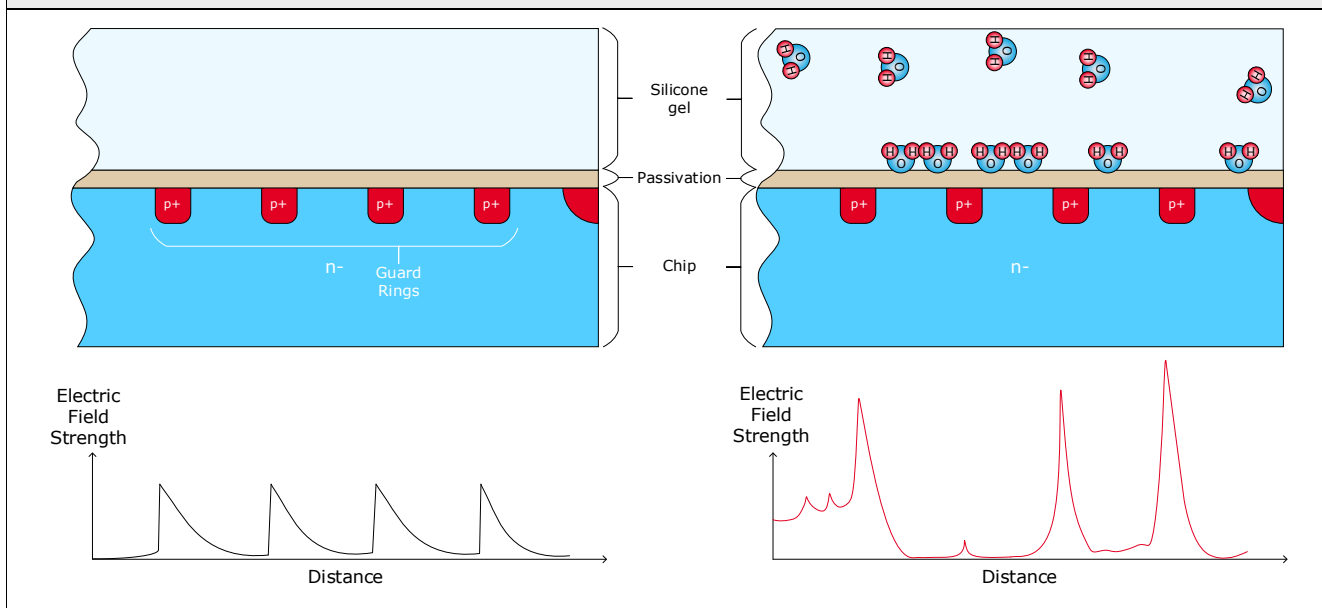 Silicone
gel
Passivation
Chip
p+
p+
p+
p+
n-
Guard
Rings
H
H
O
H
H
O
H
H
O
H
H
O
H
H
O
H
H
O
H
H
O
H
H
O
H
H
O
H
H
O
H
H
O
p+
p+
p+
p+
n-
Electric
Field
Strength
Distance
Electric
Field
Strength
Distance